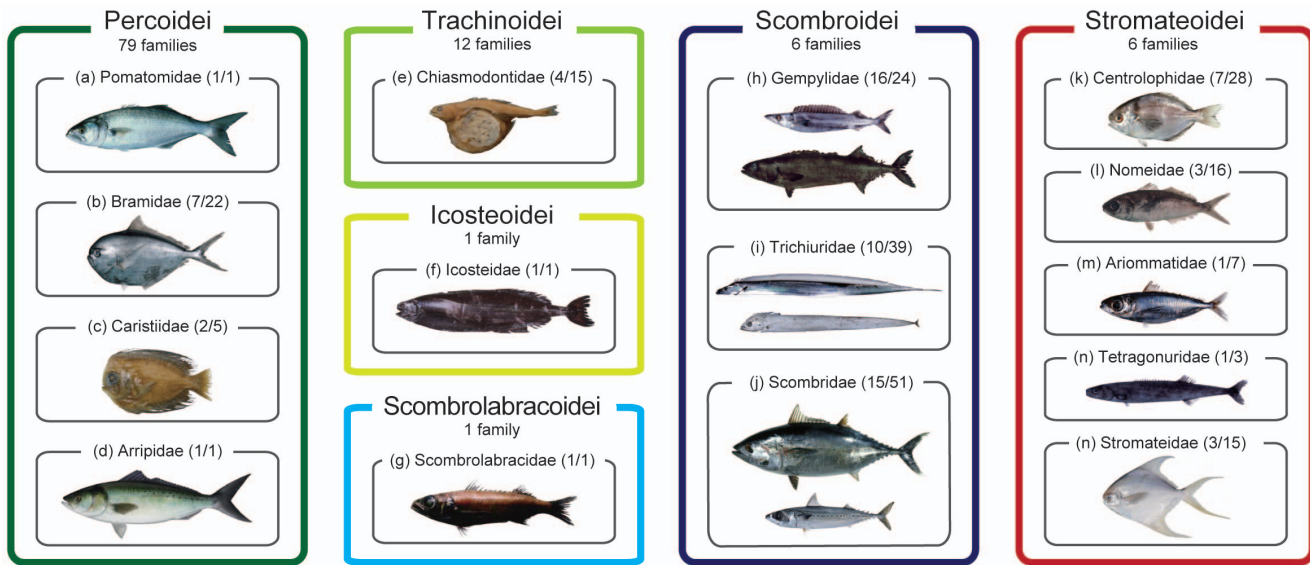 Percoidei
79 families
(a) Pomatomidae (1/1)
(b) Bramidae (7/22)
(c) Caristiidae (2/5)
(d) Arripidae (1/1)
Trachinoidei
12 families
(e) Chiasmodontidae (4/15)
Icosteoidei
1 family
(f) Icosteidae (1/1)
Scombrolabracoidei
1 family
(g) Scombrolabracidae (1/1)
Scombroidei
6 families
(h) Gempylidae (16/24)
(i) Trichiuridae (10/39)
(j) Scombridae (15/51)
Stromateoidei
6 families
(k) Centrolophidae (7/28)
(l) Nomeidae (3/16)
(m) Ariommatidae (1/7)
(n) Tetragonuridae (1/3)
(n) Stromateidae (3/15)